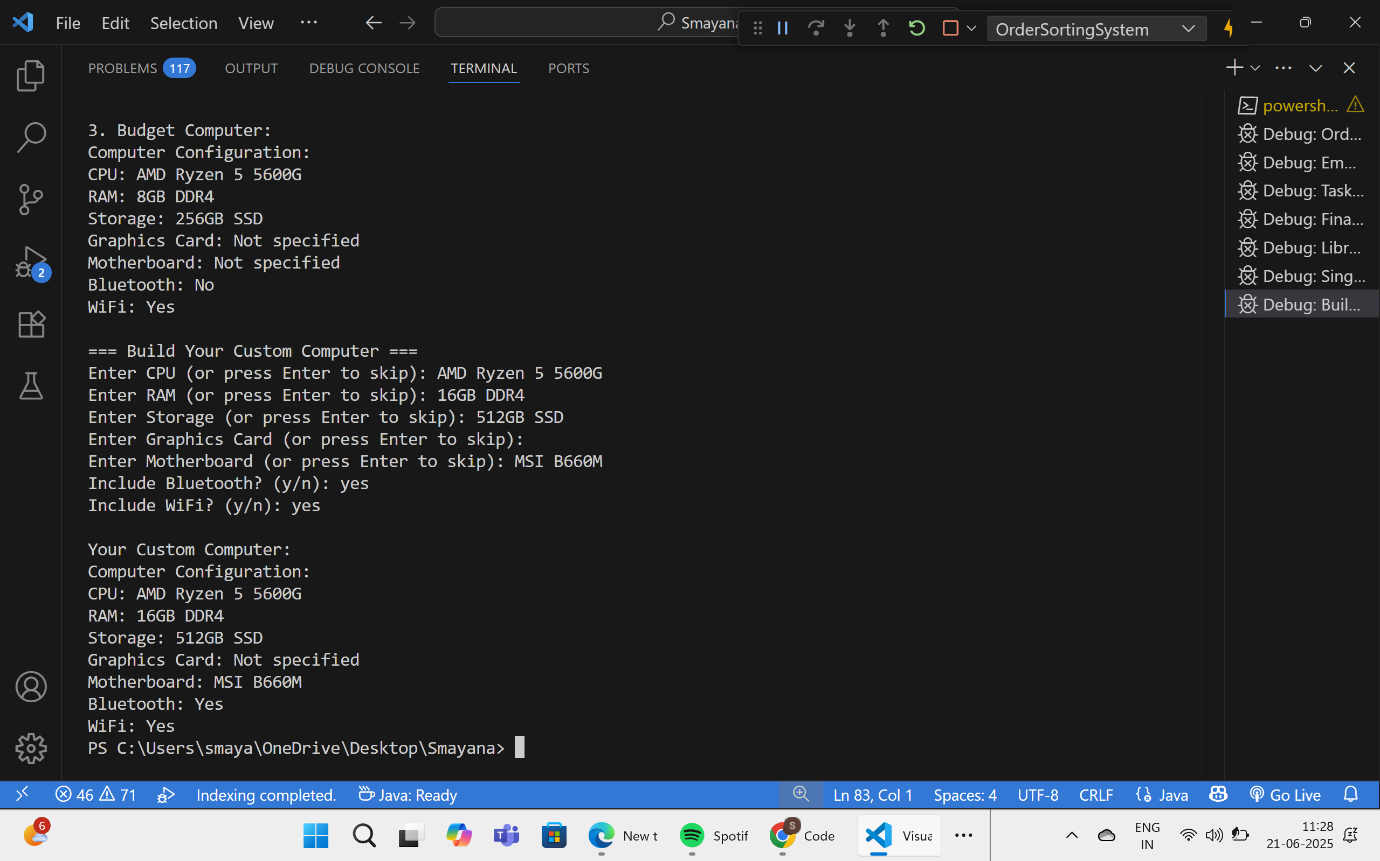 File Edit Selection View ··· Smayana OrderSortingSystem
PROBLEMS 117 OUTPUT DEBUG CONSOLE TERMINAL PORTS
3. Budget Computer:
Computer Configuration:
CPU: AMD Ryzen 5 5600G
RAM: 8GB DDR4
Storage: 256GB SSD
Graphics Card: Not specified
Motherboard: Not specified
Bluetooth: No
WiFi: Yes
=== Build Your Custom Computer ===
Enter CPU (or press Enter to skip): AMD Ryzen 5 5600G
Enter RAM (or press Enter to skip): 16GB DDR4
Enter Storage (or press Enter to skip): 512GB SSD
Enter Graphics Card (or press Enter to skip):
Enter Motherboard (or press Enter to skip): MSI B660M
Include Bluetooth? (y/n): yes
Include WiFi? (y/n): yes
Your Custom Computer:
Computer Configuration:
CPU: AMD Ryzen 5 5600G
RAM: 16GB DDR4
Storage: 512GB SSD
Graphics Card: Not specified
Motherboard: MSI B660M
Bluetooth: Yes
WiFi: Yes
PS C:\Users\smaya\OneDrive\Desktop\Smayana>
powersh...
Debug: Ord...
Debug: Em...
Debug: Task...
Debug: Fina...
Debug: Libr...
Debug: Sing...
Debug: Buil...
2
46 71 Indexing completed. Java: Ready Ln 83, Col 1 Spaces: 4 UTF-8 CRLF Java Go Live
6 New t Spotif S Code Visua ENG IN 11:28 21-06-2025